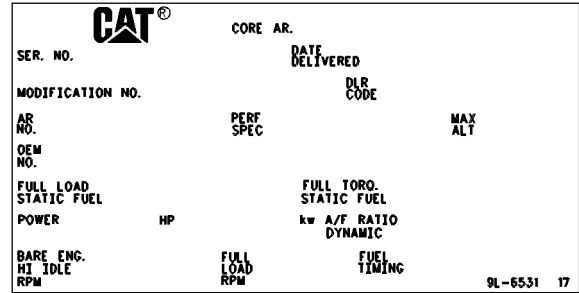 CAT® CORE AR.
SER. NO. DATE DELIVERED
MODIFICATION NO. DLR CODE
AR NO. PERF SPEC MAX ALT
OEM NO.
FULL LOAD STATIC FUEL FULL TORQ. STATIC FUEL
POWER HP kw A/F RATIO DYNAMIC
BARE ENG. HI IDLE RPM FULL LOAD RPM FUEL TIMING
9L-6531 17